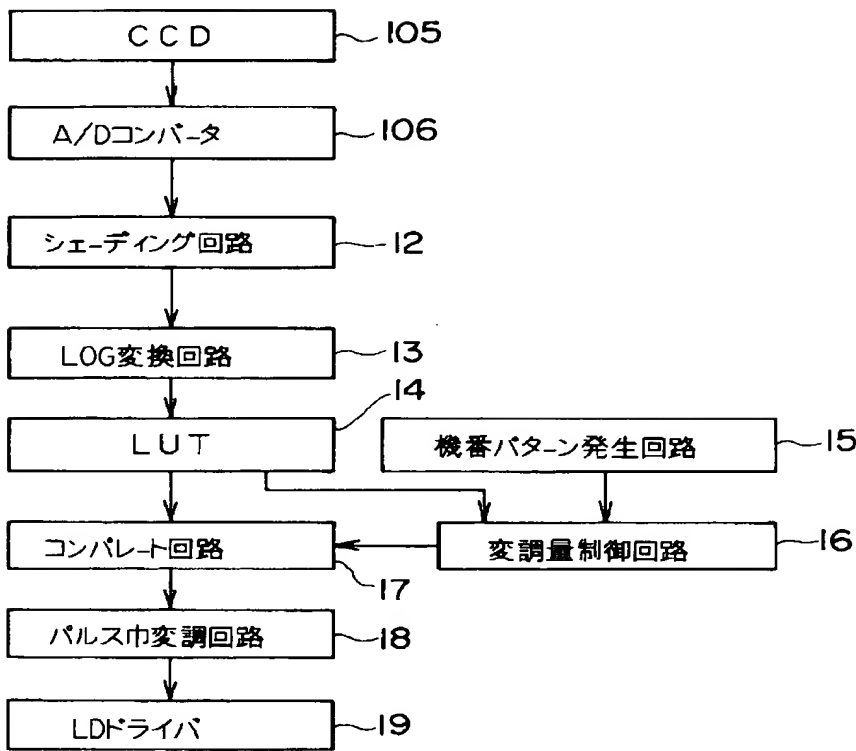 CCD 105
A/Dコンバータ 106
シェーディング回路 12
LOG変換回路 13
LUT 14
機番パターン発生回路 15
コンパレート回路 17
変調量制御回路 16
パルス巾変調回路 18
LDドライバ 19